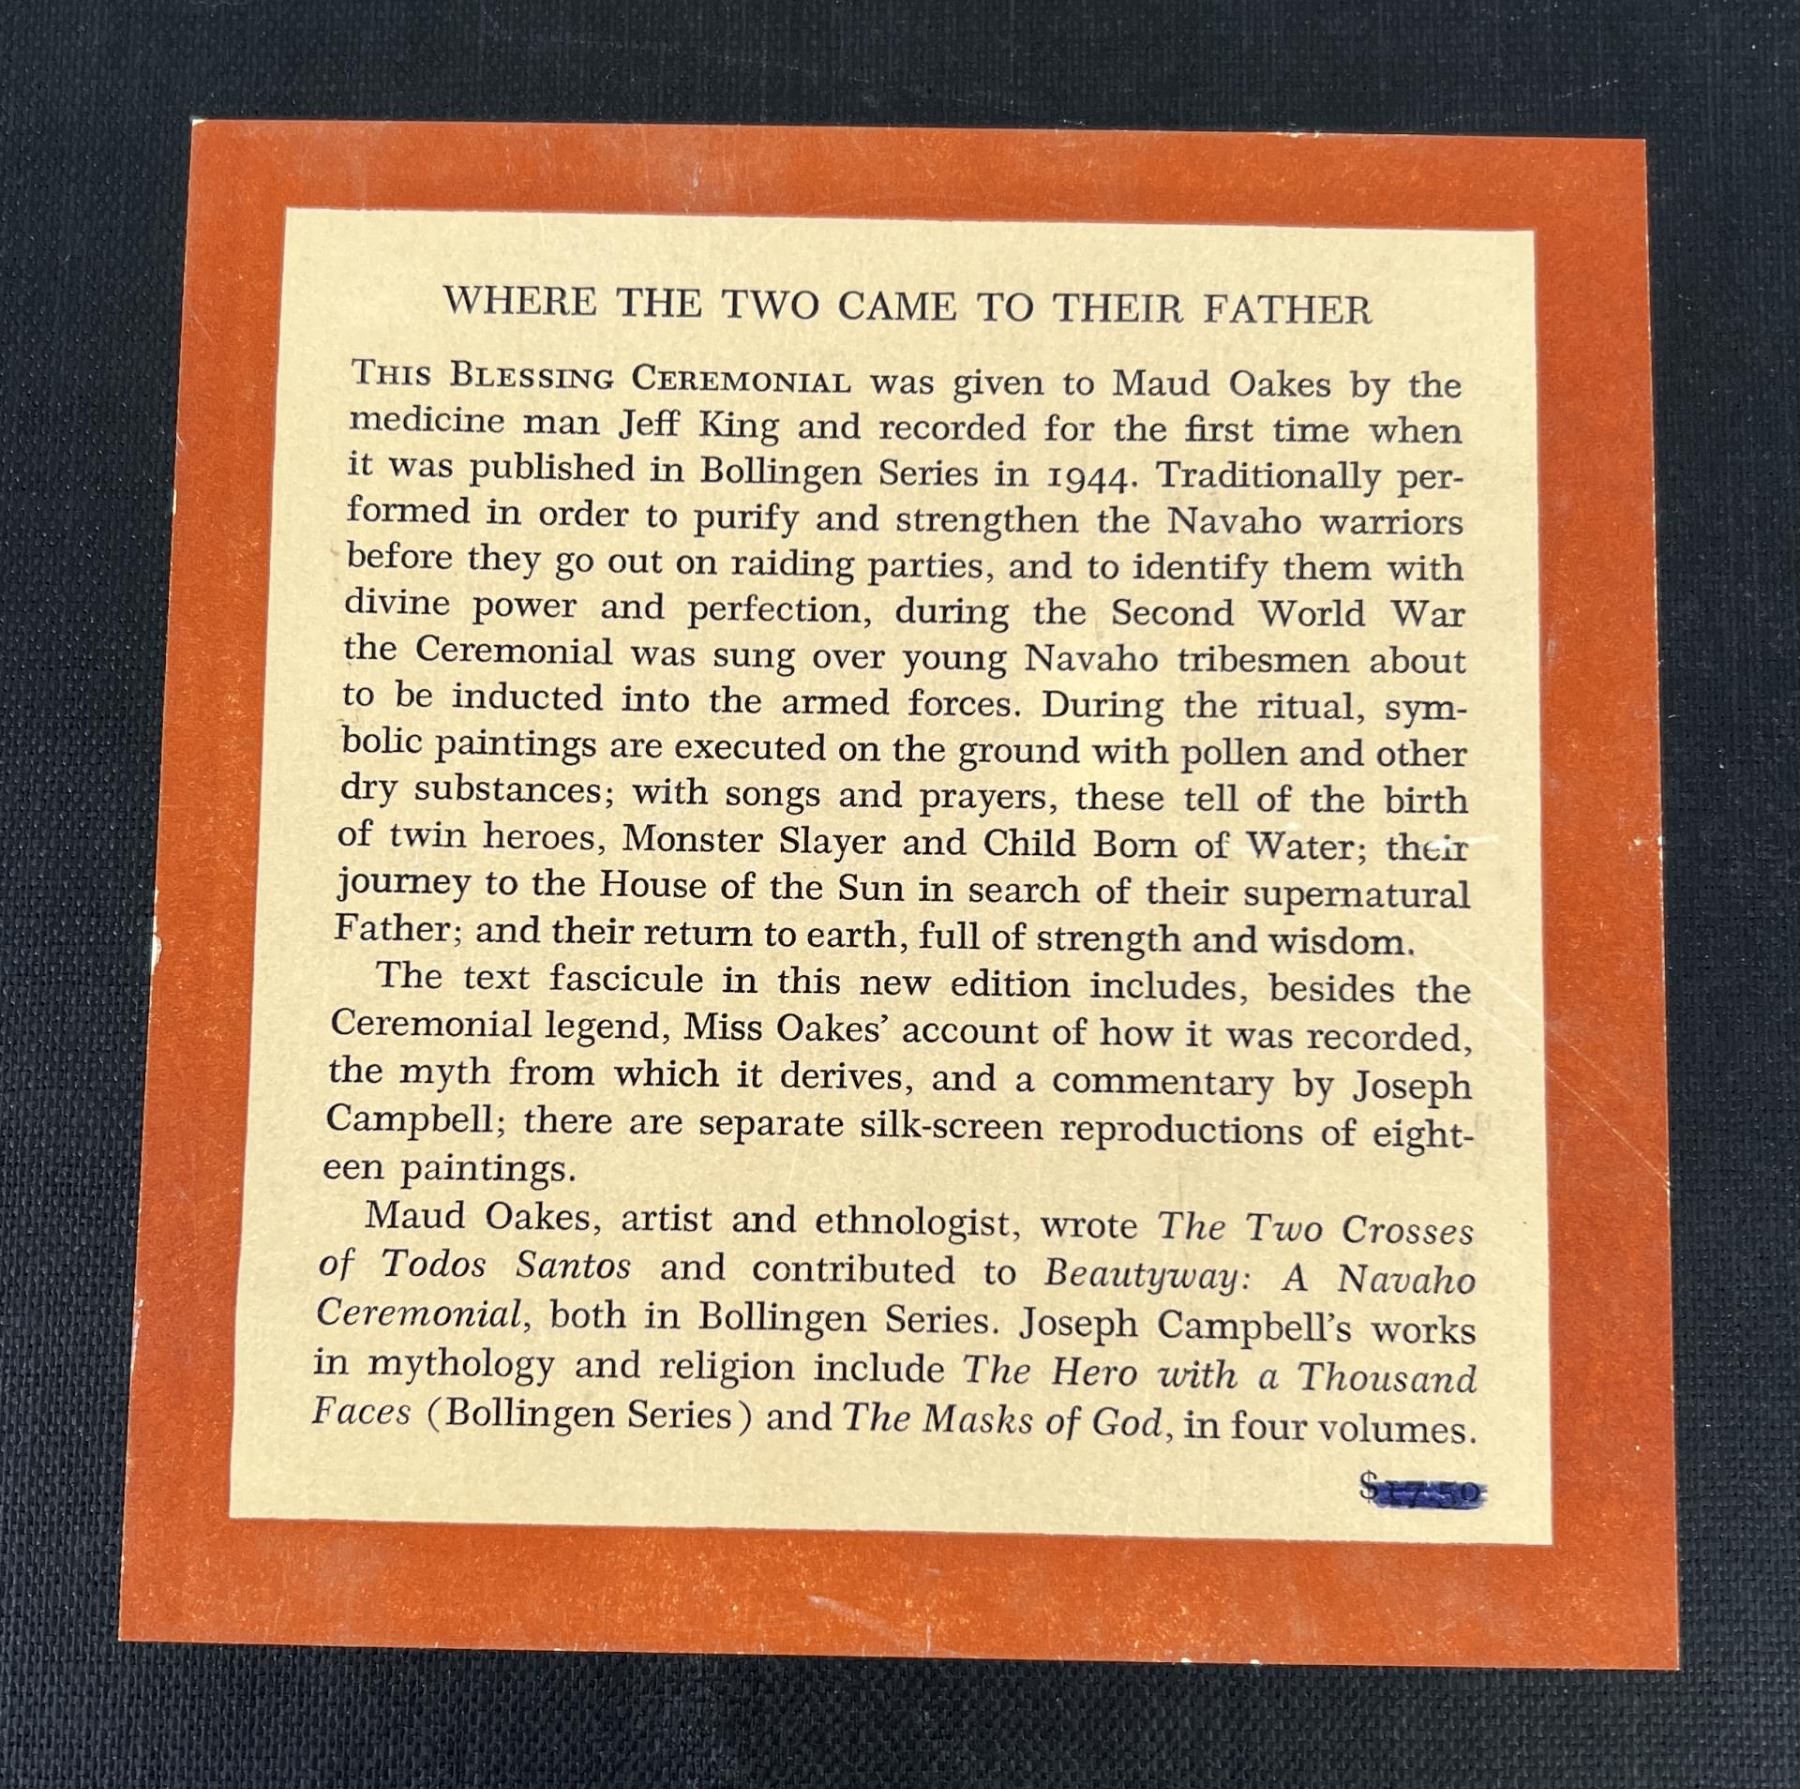 WHERE THE TWO CAME TO THEIR FATHER
THIS BLESSING CEREMONIAL was given to Maud Oakes by the
medicine man Jeff King and recorded for the first time when
it was published in Bollingen Series in 1944. Traditionally per-
formed in order to purify and strengthen the Navaho warriors
before they go out on raiding parties, and to identify them with
divine power and perfection, during the Second World War
the Ceremonial was sung over young Navaho tribesmen about
to be inducted into the armed forces. During the ritual, sym-
bolic paintings are executed on the ground with pollen and other
dry substances; with songs and prayers, these tell of the birth
of twin heroes, Monster Slayer and Child Born of Water; their
journey to the House of the Sun in search of their supernatural
Father; and their return to earth, full of strength and wisdom.
The text fascicule in this new edition includes, besides the
Ceremonial legend, Miss Oakes’ account of how it was recorded,
the myth from which it derives, and a commentary by Joseph
Campbell; there are separate silk-screen reproductions of eight-
een paintings.
Maud Oakes, artist and ethnologist, wrote The Two Crosses
of Todos Santos and contributed to Beautyway: A Navaho
Ceremonial, both in Bollingen Series. Joseph Campbell’s works
in mythology and religion include The Hero with a Thousand
Faces (Bollingen Series) and The Masks of God, in four volumes.
$17.50